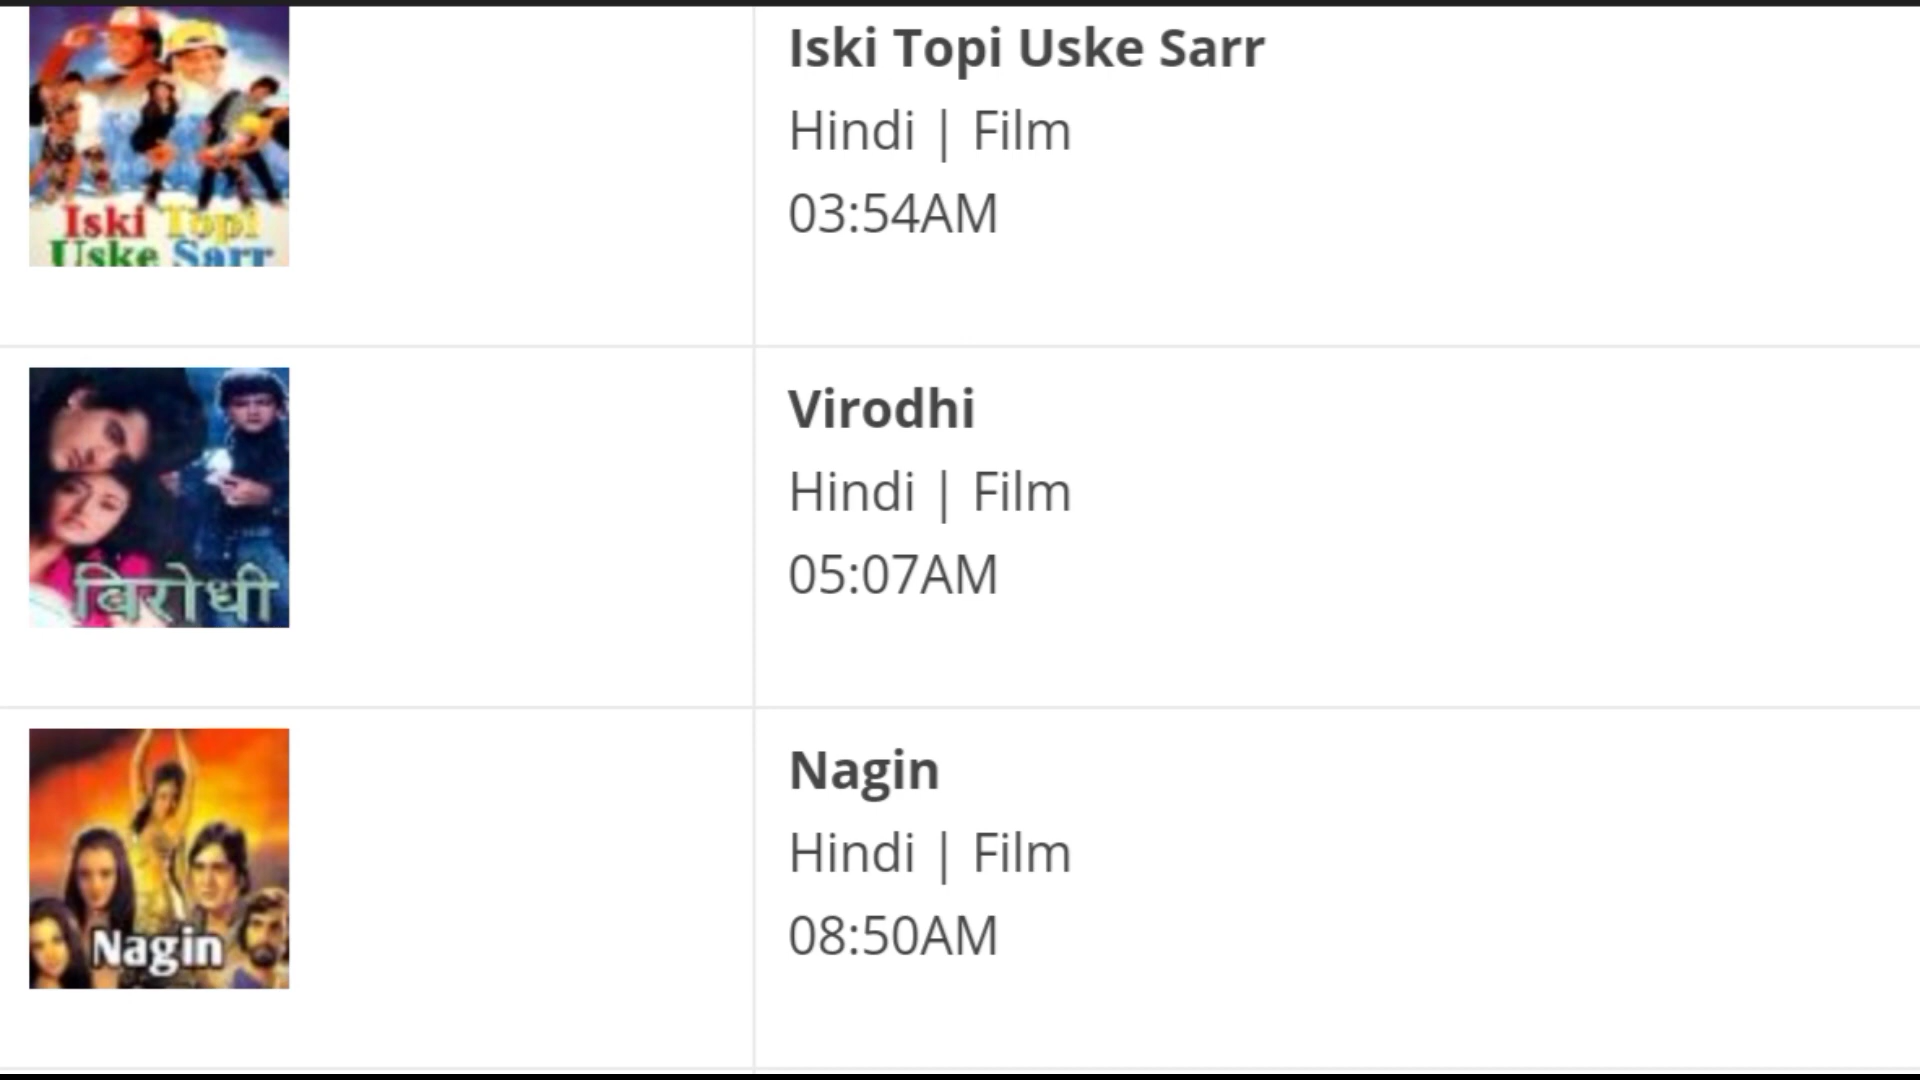 Iski Topi
Uske Sarr
Iski Topi Uske Sarr
Hindi | Film
03:54AM
विरोधी
Virodhi
Hindi | Film
05:07AM
Nagin
Nagin
Hindi | Film
08:50AM